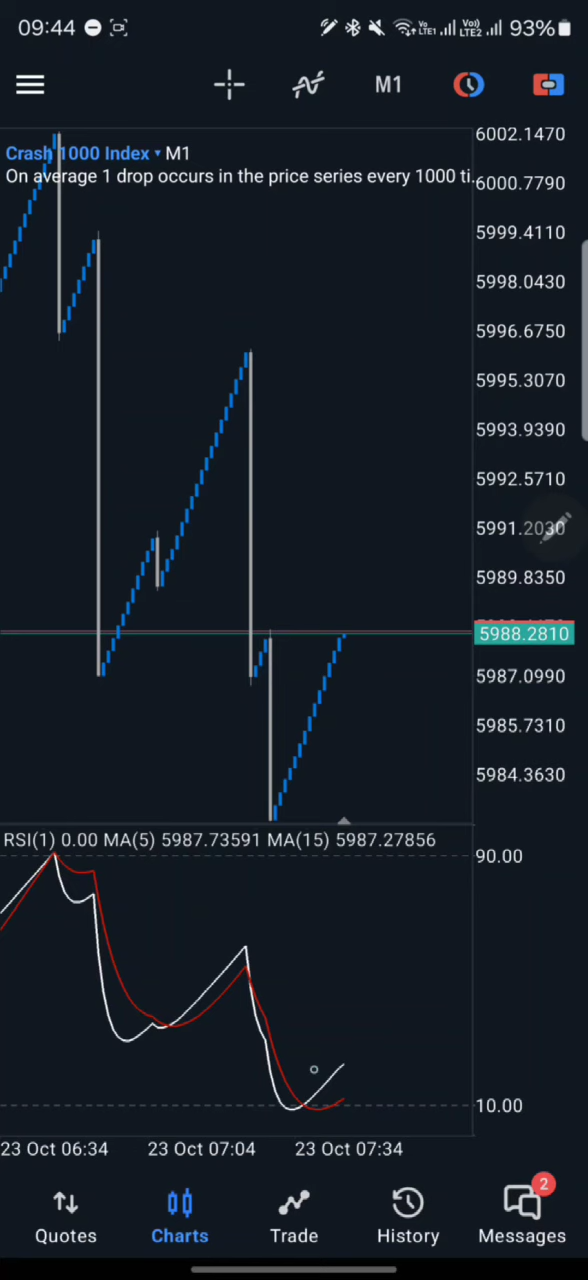 09:44 Vo LTE1 Vo) LTE2 93%
M1
6002.1470
Crash 1000 Index M1
On average 1 drop occurs in the price series every 1000 ti...
6000.7790
5999.4110
5998.0430
5996.6750
5995.3070
5993.9390
5992.5710
5991.2030
5989.8350
5988.2810
5987.0990
5985.7310
5984.3630
RSI(1) 0.00 MA(5) 5987.73591 MA(15) 5987.27856
90.00
10.00
23 Oct 06:34 23 Oct 07:04 23 Oct 07:34
2
Quotes Charts Trade History Messages